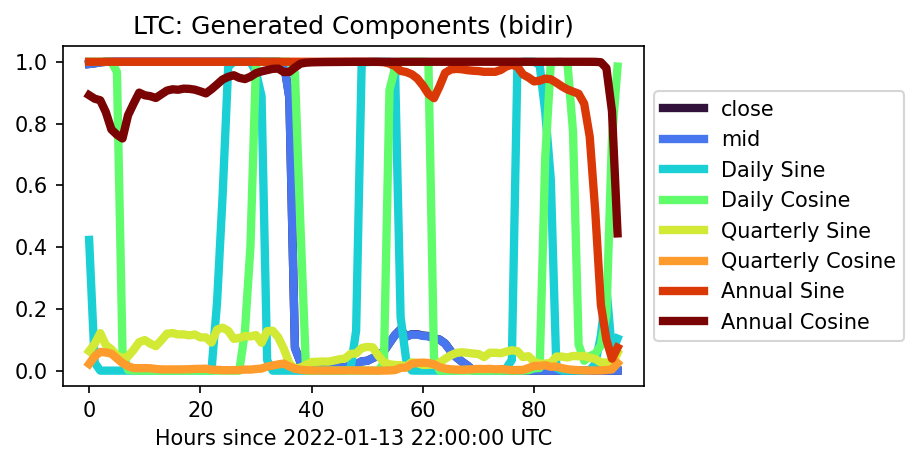 LTC: Generated Components (bidir)
1.0
0.8
0.6
0.4
0.2
0.0
0
20
40
60
80
Hours since 2022-01-13 22:00:00 UTC
close
mid
Daily Sine
Daily Cosine
Quarterly Sine
Quarterly Cosine
Annual Sine
Annual Cosine